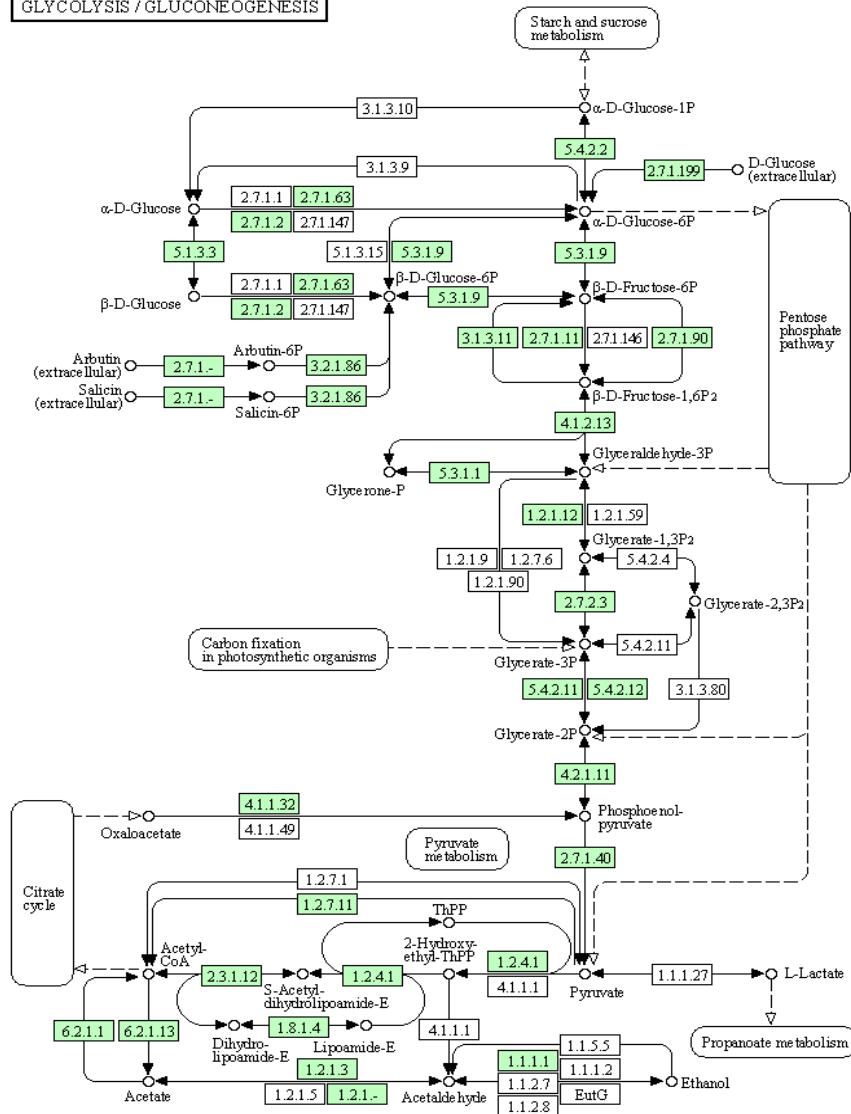 GLYCOLYSIS / GLUCONEOGENESIS
Starch and sucrose
metabolism
3.1.3.10
α-D-Glucose-1P
5.4.2.2
3.1.3.9
2.7.1.199
D-Glucose
(extracellular)
α-D-Glucose
2.7.1.1
2.7.1.63
2.7.1.2
2.7.1.147
α-D-Glucose-6P
5.1.3.3
5.1.3.15
5.3.1.9
5.3.1.9
β-D-Glucose
2.7.1.1
2.7.1.63
2.7.1.2
2.7.1.147
β-D-Glucose-6P
5.3.1.9
β-D-Fructose-6P
Pentose
phosphate
pathway
3.1.3.11
2.7.1.11
2.7.1.146
2.7.1.90
Arbutin
(extracellular)
2.7.1.-
Arbutin-6P
3.2.1.86
Salicin
(extracellular)
2.7.1.-
Salicin-6P
3.2.1.86
β-D-Fructose-1,6P2
4.1.2.13
Glyceraldehyde-3P
Glycerone-P
5.3.1.1
1.2.1.12
1.2.1.59
Glycerate-1,3P2
1.2.1.9
1.2.7.6
1.2.1.90
5.4.2.4
2.7.2.3
Glycerate-2,3P2
Carbon fixation
in photosynthetic organisms
5.4.2.11
Glycerate-3P
5.4.2.11
5.4.2.12
3.1.3.80
Glycerate-2P
4.2.1.11
Oxaloacetate
4.1.1.32
4.1.1.49
Phosphoenol-
pyruvate
Pyruvate
metabolism
2.7.1.40
Citrate
cycle
1.2.7.1
1.2.7.11
ThPP
Acetyl-
CoA
2-Hydroxy-
ethyl-ThPP
2.3.1.12
S-Acetyl-
dihydrolipoamide-E
1.2.4.1
1.2.4.1
4.1.1.1
Pyruvate
1.1.1.27
L-Lactate
6.2.1.1
6.2.1.13
Dihydro-
lipoamide-E
1.8.1.4
Lipoamide-E
4.1.1.1
Propanoate metabolism
1.2.1.3
1.2.1.5
1.2.1.-
Acetate
Acetaldehyde
1.1.5.5
1.1.1.1
1.1.1.2
1.1.2.7
EutG
1.1.2.8
Ethanol